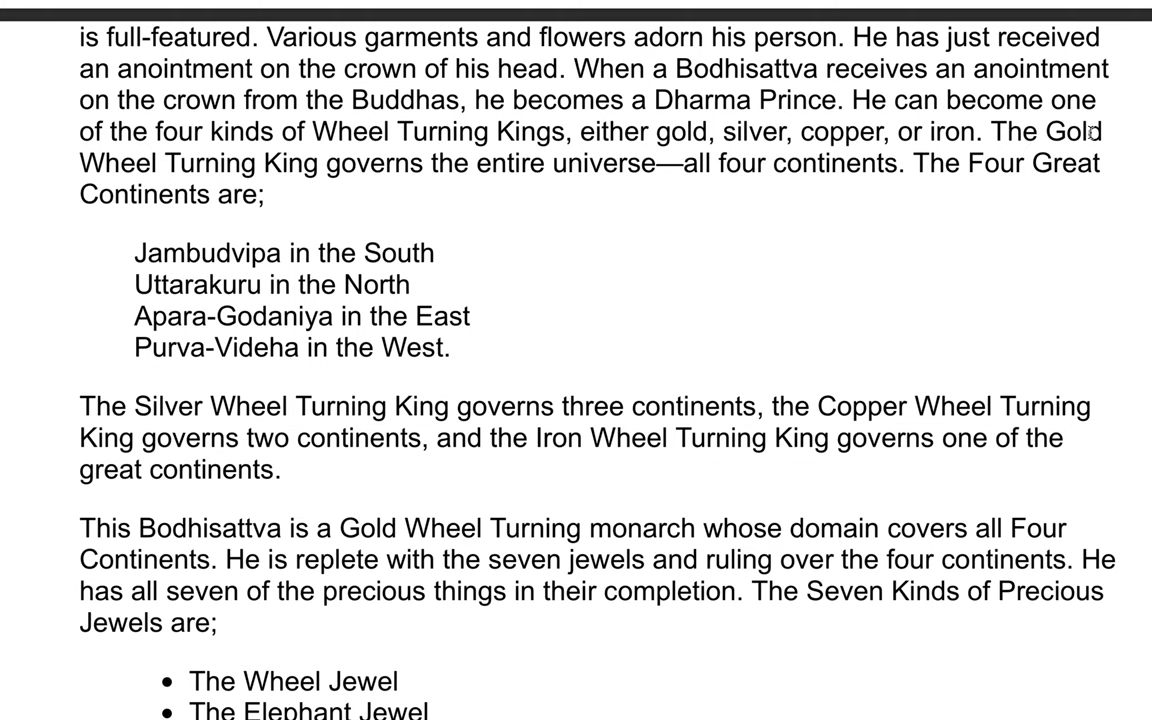 is full-featured. Various garments and flowers adorn his person. He has just received
an anointment on the crown of his head. When a Bodhisattva receives an anointment
on the crown from the Buddhas, he becomes a Dharma Prince. He can become one
of the four kinds of Wheel Turning Kings, either gold, silver, copper, or iron. The Gold
Wheel Turning King governs the entire universe—all four continents. The Four Great
Continents are;
Jambudvipa in the South
Uttarakuru in the North
Apara-Godaniya in the East
Purva-Videha in the West.
The Silver Wheel Turning King governs three continents, the Copper Wheel Turning
King governs two continents, and the Iron Wheel Turning King governs one of the
great continents.
This Bodhisattva is a Gold Wheel Turning monarch whose domain covers all Four
Continents. He is replete with the seven jewels and ruling over the four continents. He
has all seven of the precious things in their completion. The Seven Kinds of Precious
Jewels are;
• The Wheel Jewel
• The Elephant Jewel